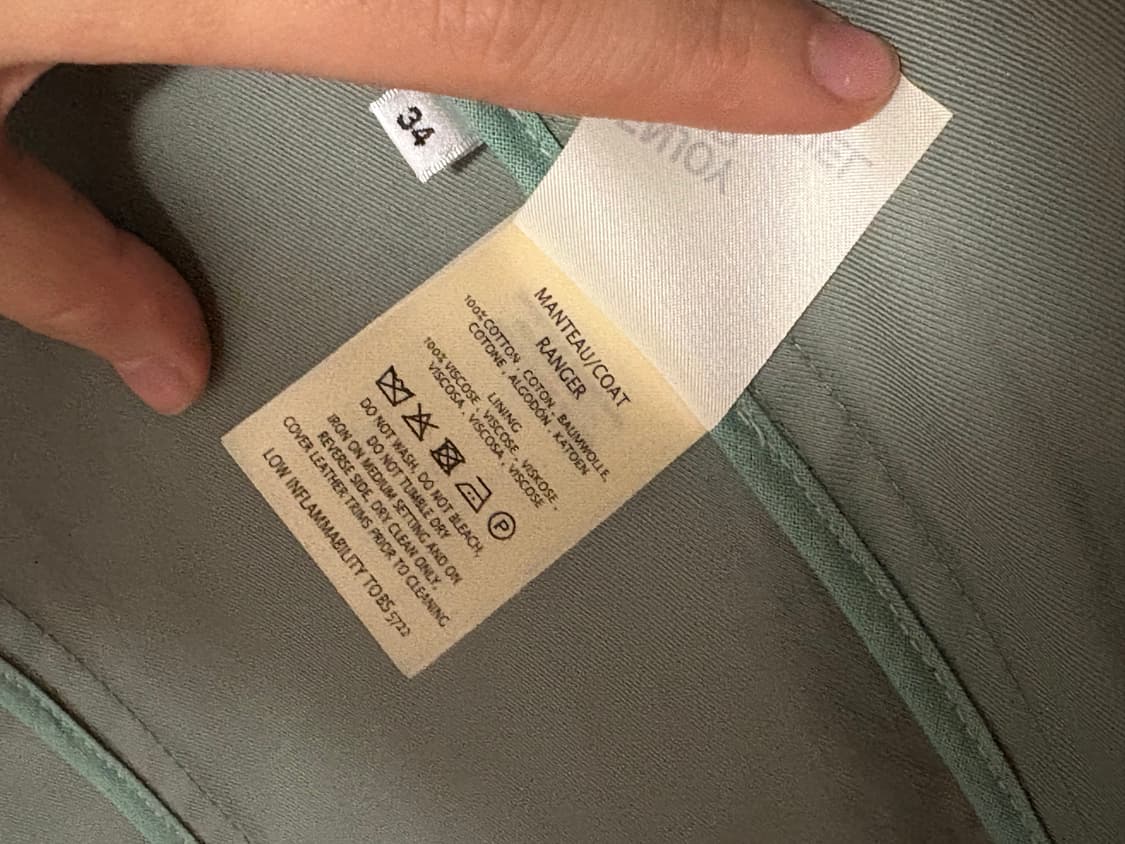 34
MANTEAU/COAT
RANGER
100% COTTON , COTON , BAUMWOLLE,
COTONE , ALGODÓN , KATOEN
LINING
100% VISCOSE , VISCOSE, VISKOSE ,
VISCOSA , VISCOSA , VISCOSE
P
DO NOT WASH, DO NOT BLEACH,
DO NOT TUMBLE DRY
IRON ON MEDIUM SETTING AND ON
REVERSE SIDE, DRY CLEAN ONLY,
COVER LEATHER TRIMS PRIOR TO CLEANING
LOW INFLAMMABILITY TO BS 5722